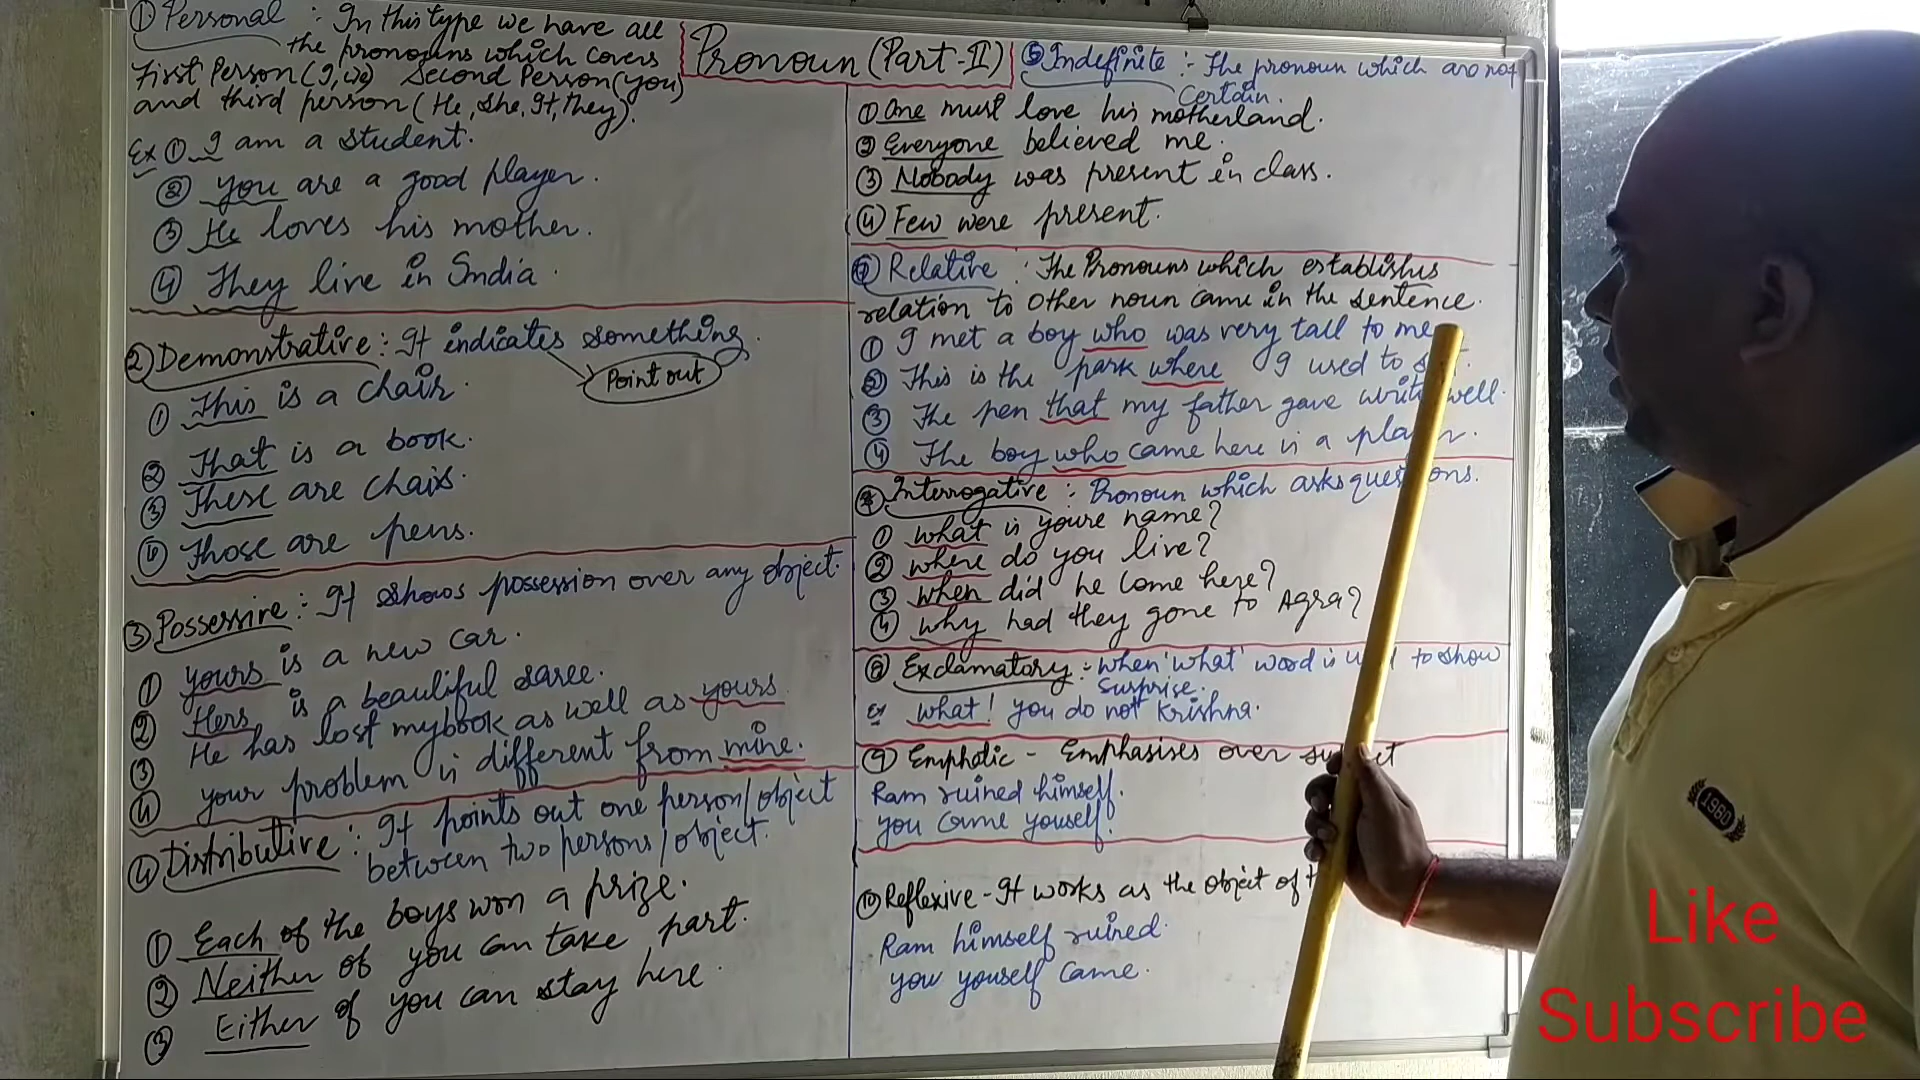 ① Personal : In this type we have all
the pronouns which covers
First Person (I, we) Second Person (you)
and third person (He, she, It, they).
Ex ① I am a student.
② you are a good player.
③ He loves his mother.
④ They live in India.
② Demonstrative : It indicates something.
Point out
① This is a chair.
② That is a book.
③ These are chairs.
④ Those are pens.
③ Possessive : It shows possession over any object.
① yours is a new car.
② Hers is a beautiful saree.
③ He has lost my book as well as yours.
④ your problem is different from mine.
④ Distributive : It points out one person/object
between two persons/object.
① Each of the boys won a prize.
② Neither of you can take part.
③ Either of you can stay here.
Pronoun (Part-II)
⑤ Indefinite :- The pronoun which are not
certain.
① One must love his motherland.
② Everyone believed me.
③ Nobody was present in class.
④ Few were present.
Relative : The Pronouns which establishes
relation to other noun came in the sentence.
① I met a boy who was very tall to me
② This is the park where I used to
③ The pen that my father gave well.
④ The boy who came here is a
Interrogative : Pronoun which asks
① what is youre name?
② where do you live?
③ when did he come here?
④ why had they gone to Agra?
⑧ Exclamatory :- when 'what' word is to show
surprise.
Ex what! you do not Krishna.
⑨ Emphatic - Emphasises over
Ram ruined himself.
you came youself.
⑩ Reflexive - It works as the object of
Ram himself ruined.
you youself came.
1980
Like
Subscribe